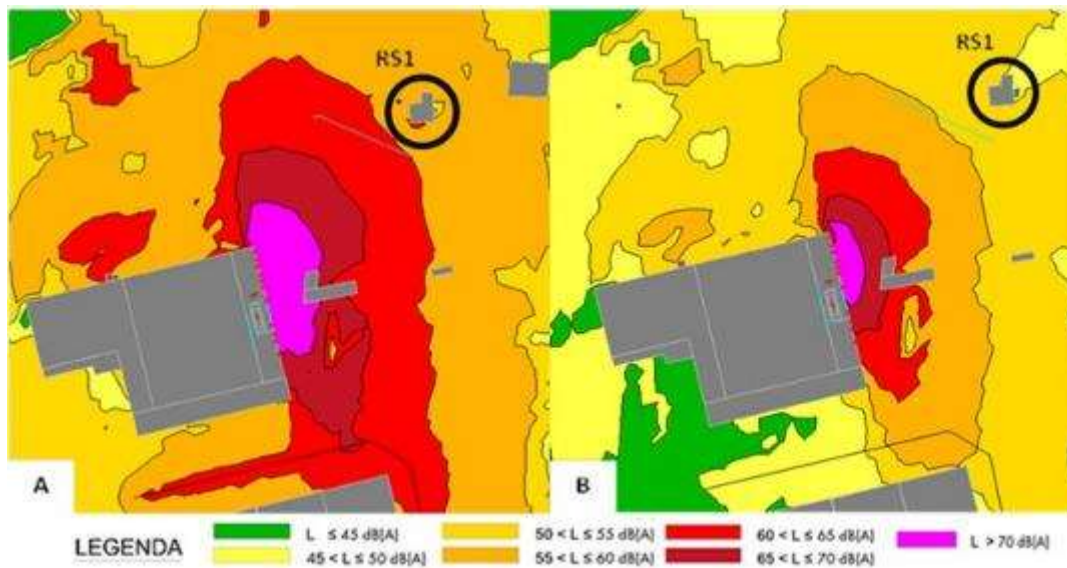 RS1
RS1
A
B
LEGENDA
L ≤ 45 dB[A]
50 < L ≤ 55 dB[A]
60 < L ≤ 65 dB[A]
L > 70 dB[A]
45 < L ≤ 50 dB[A]
55 < L ≤ 60 dB[A]
65 < L ≤ 70 dB[A]